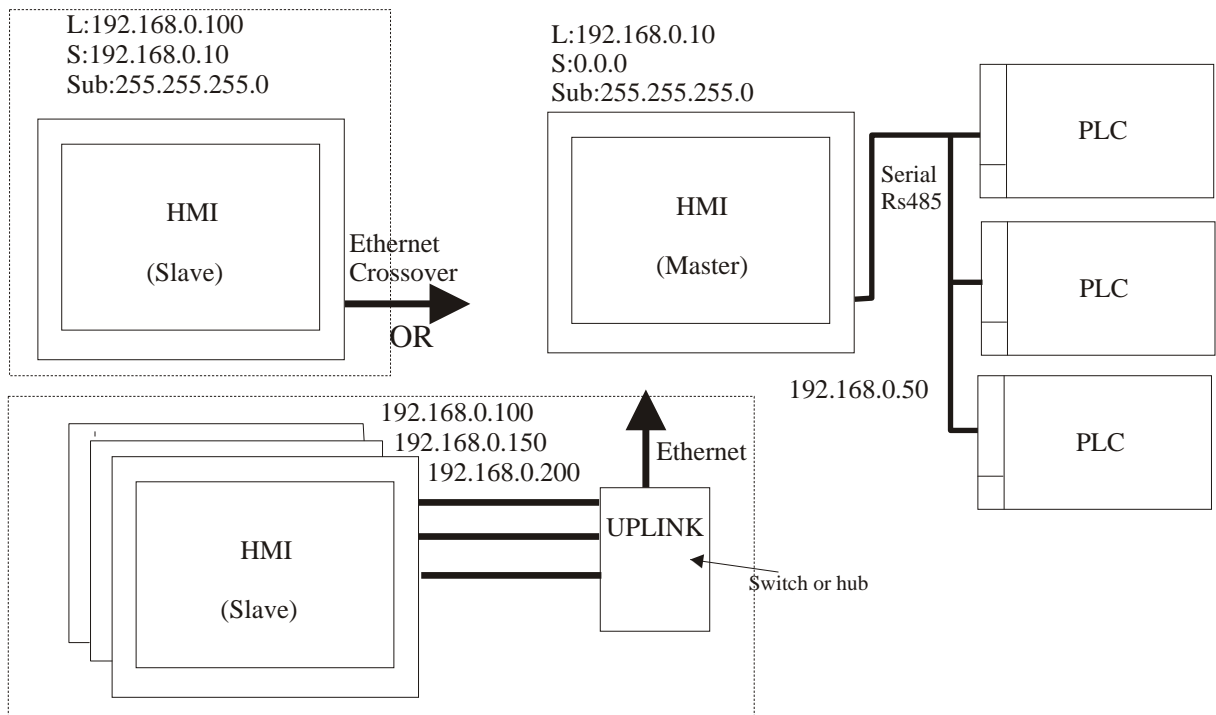 L:192.168.0.100
S:192.168.0.10
Sub:255.255.255.0
HMI
(Slave)
Ethernet
Crossover
OR
L:192.168.0.10
S:0.0.0
Sub:255.255.255.0
HMI
(Master)
Serial
Rs485
PLC
PLC
192.168.0.50
PLC
192.168.0.100
192.168.0.150
192.168.0.200
HMI
(Slave)
Ethernet
UPLINK
Switch or hub